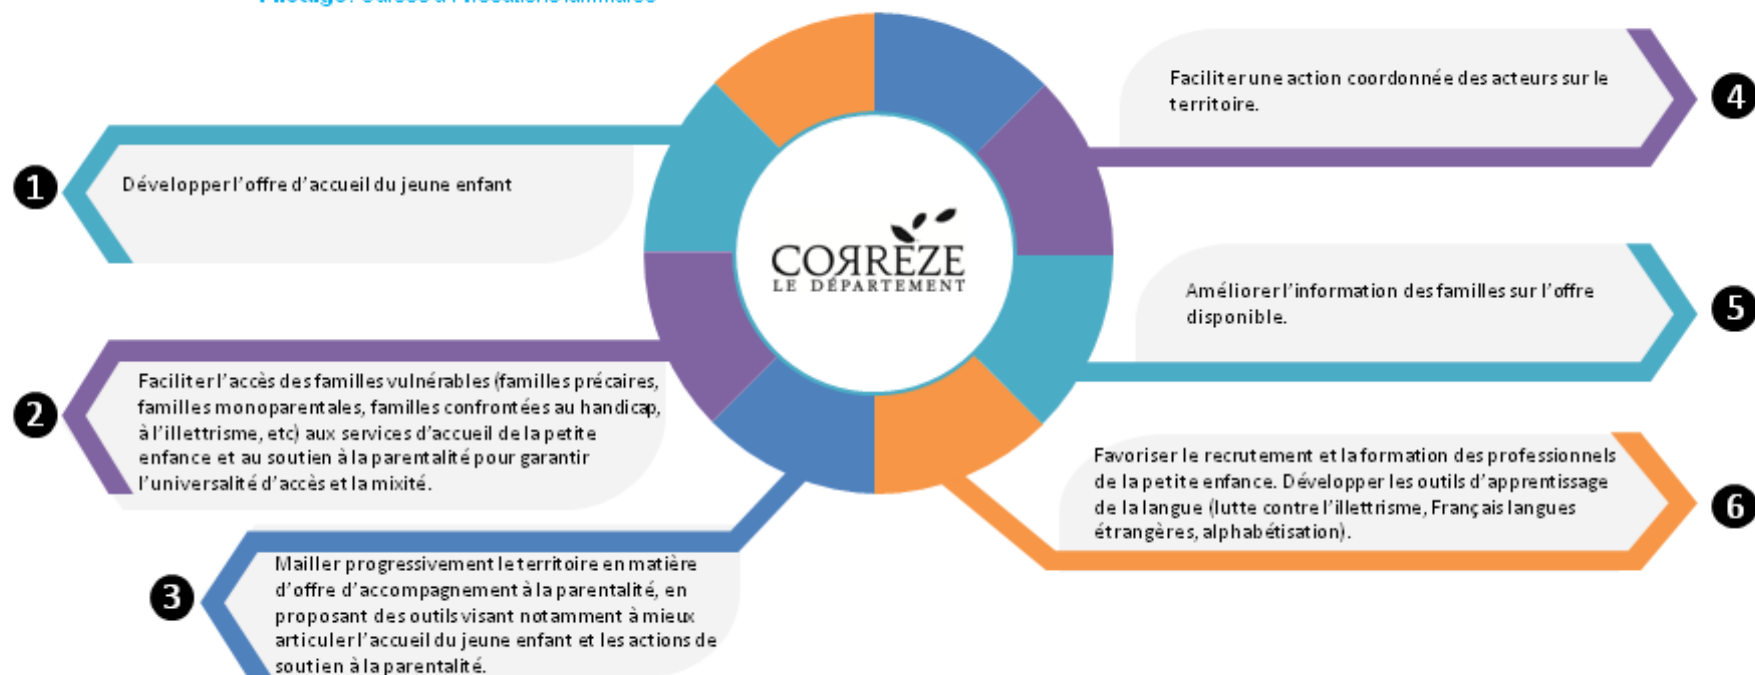 1
Développer l'offre d'accueil du jeune enfant
2
Faciliter l'accès des familles vulnérables (familles précaires,
familles monoparentales, familles confrontées au handicap,
à l'illettrisme, etc) aux services d'accueil de la petite
enfance et au soutien à la parentalité pour garantir
l'universalité d'accès et la mixité.
3
Mailler progressivement le territoire en matière
d'offre d'accompagnement à la parentalité, en
proposant des outils visant notamment à mieux
articuler l'accueil du jeune enfant et les actions de
soutien à la parentalité.
CORRÈZE
LE DÉPARTEMENT
Faciliter une action coordonnée des acteurs sur le
territoire.
4
Améliorer l'information des familles sur l'offre
disponible.
5
Favoriser le recrutement et la formation des professionnels
de la petite enfance. Développer les outils d'apprentissage
de la langue (lutte contre l'illettrisme, Français langues
étrangères, alphabétisation).
6